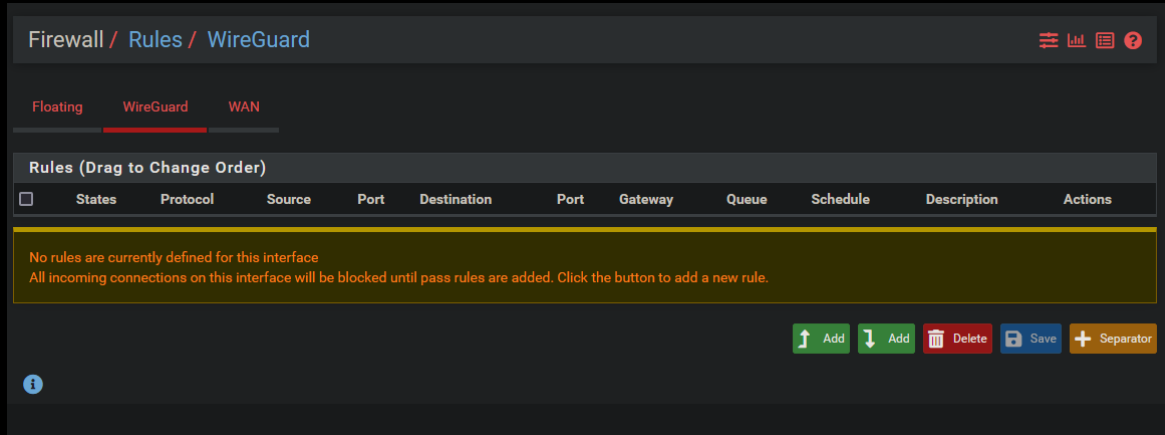 Firewall / Rules / WireGuard
Floating WireGuard WAN
Rules (Drag to Change Order)
States Protocol Source Port Destination Port Gateway Queue Schedule Description Actions
No rules are currently defined for this interface
All incoming connections on this interface will be blocked until pass rules are added. Click the button to add a new rule.
Add Add Delete Save Separator